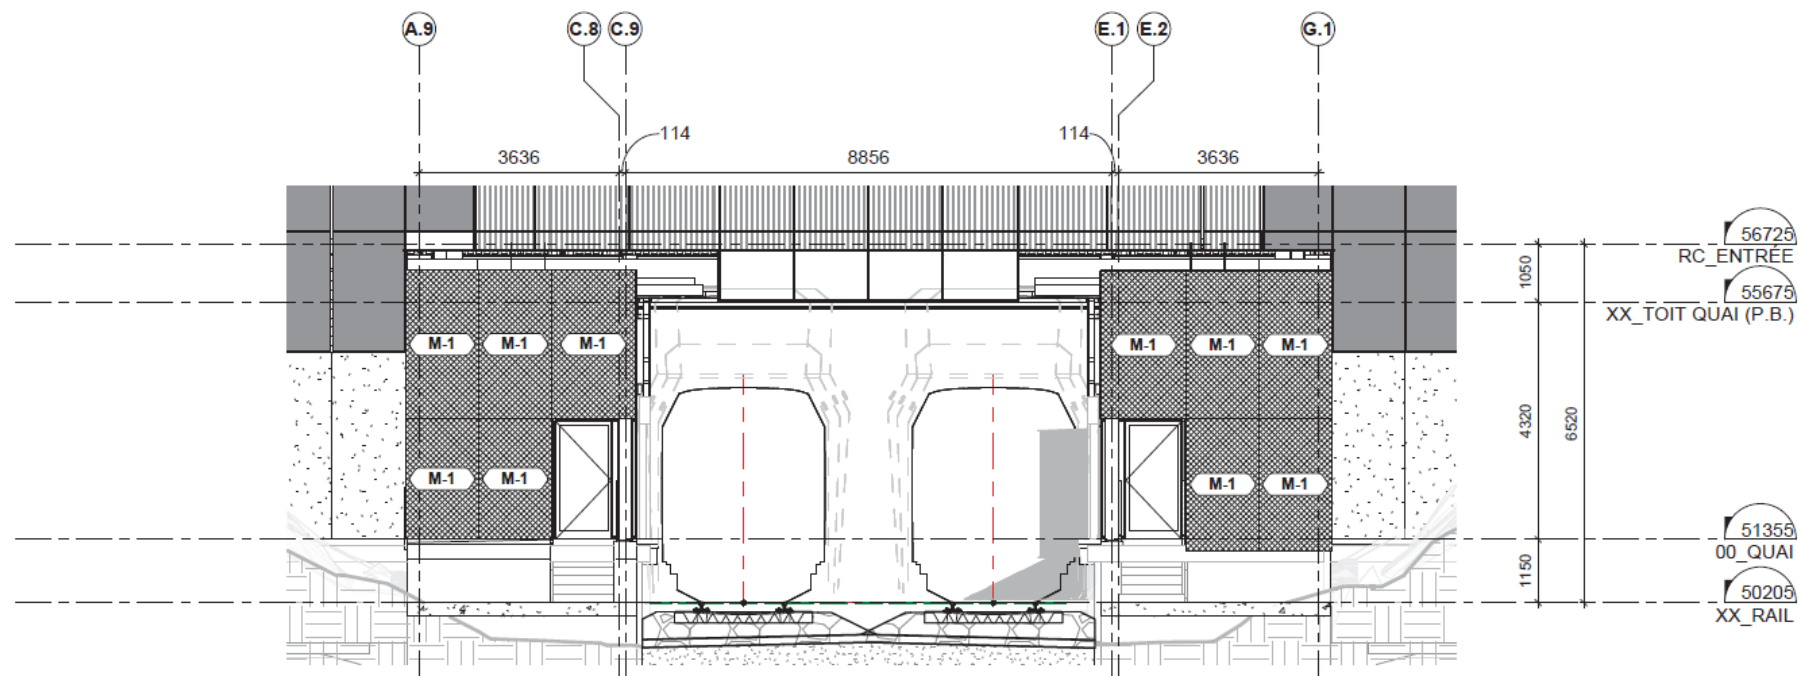 A.9 C.8 C.9 E.1 E.2 G.1
114 114
3636 8856 3636
56725
RC_ENTRÉE
1050
55675
XX_TOIT QUAI (P.B.)
M-1 M-1 M-1 M-1 M-1 M-1
4320 6520
M-1 M-1 M-1 M-1
51355
00_QUAI
1150
50205
XX_RAIL